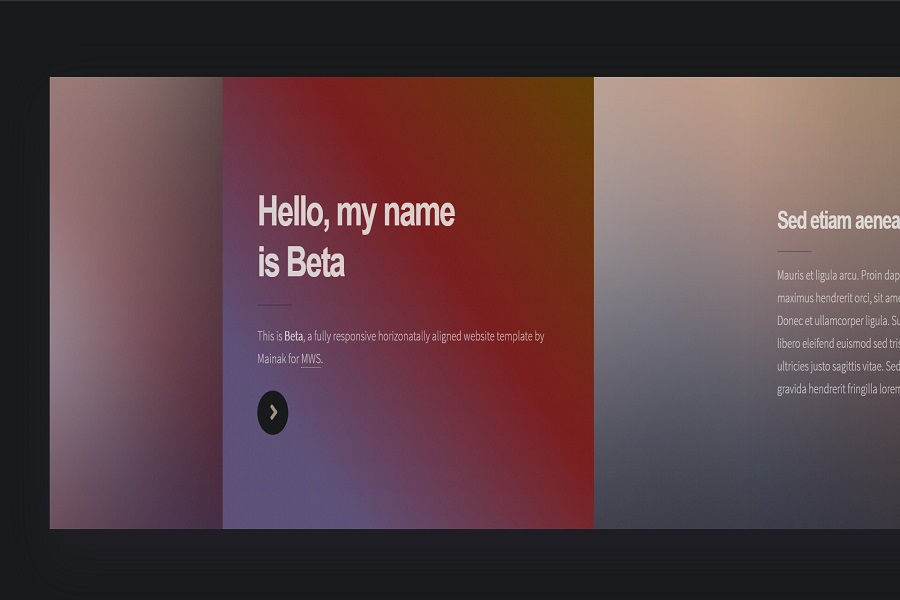 Hello, my name
is Beta
This is Beta, a fully responsive horizonatally aligned website template by
Mainak for MWS.
Sed etiam aenea
Mauris et ligula arcu. Proin dap
maximus hendrerit orci, sit ame
Donec et ullamcorper ligula. Su
libero eleifend euismod sed tris
ultricies justo sagittis vitae. Sed
gravida hendrerit fringilla lorem